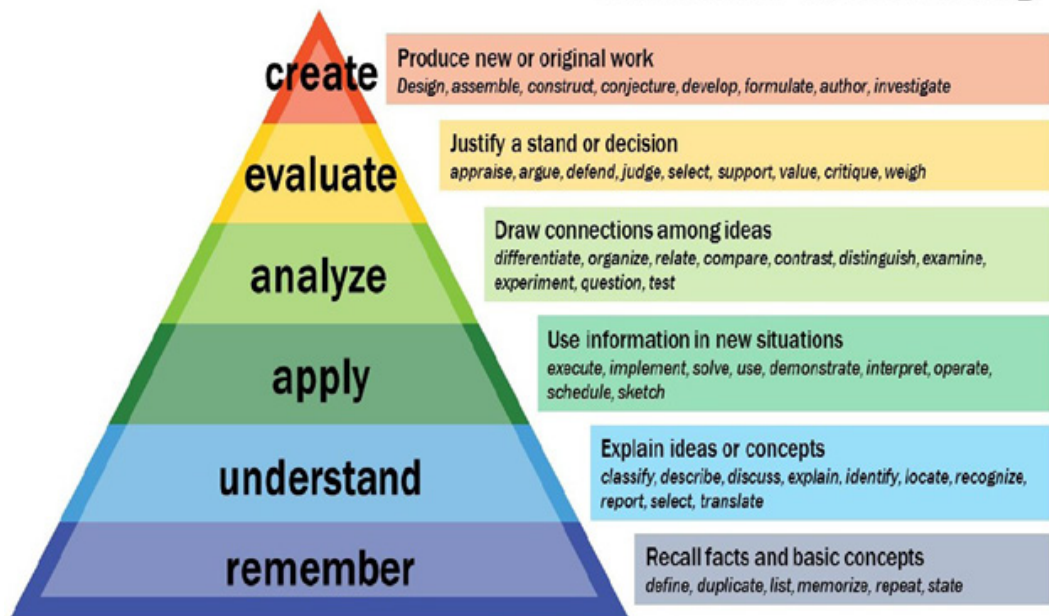 create
Produce new or original work
Design, assemble, construct, conjecture, develop, formulate, author, investigate
evaluate
Justify a stand or decision
appraise, argue, defend, judge, select, support, value, critique, weigh
analyze
Draw connections among ideas
differentiate, organize, relate, compare, contrast, distinguish, examine,
experiment, question, test
apply
Use information in new situations
execute, implement, solve, use, demonstrate, interpret, operate,
schedule, sketch
understand
Explain ideas or concepts
classify, describe, discuss, explain, identify, locate, recognize,
report, select, translate
remember
Recall facts and basic concepts
define, duplicate, list, memorize, repeat, state